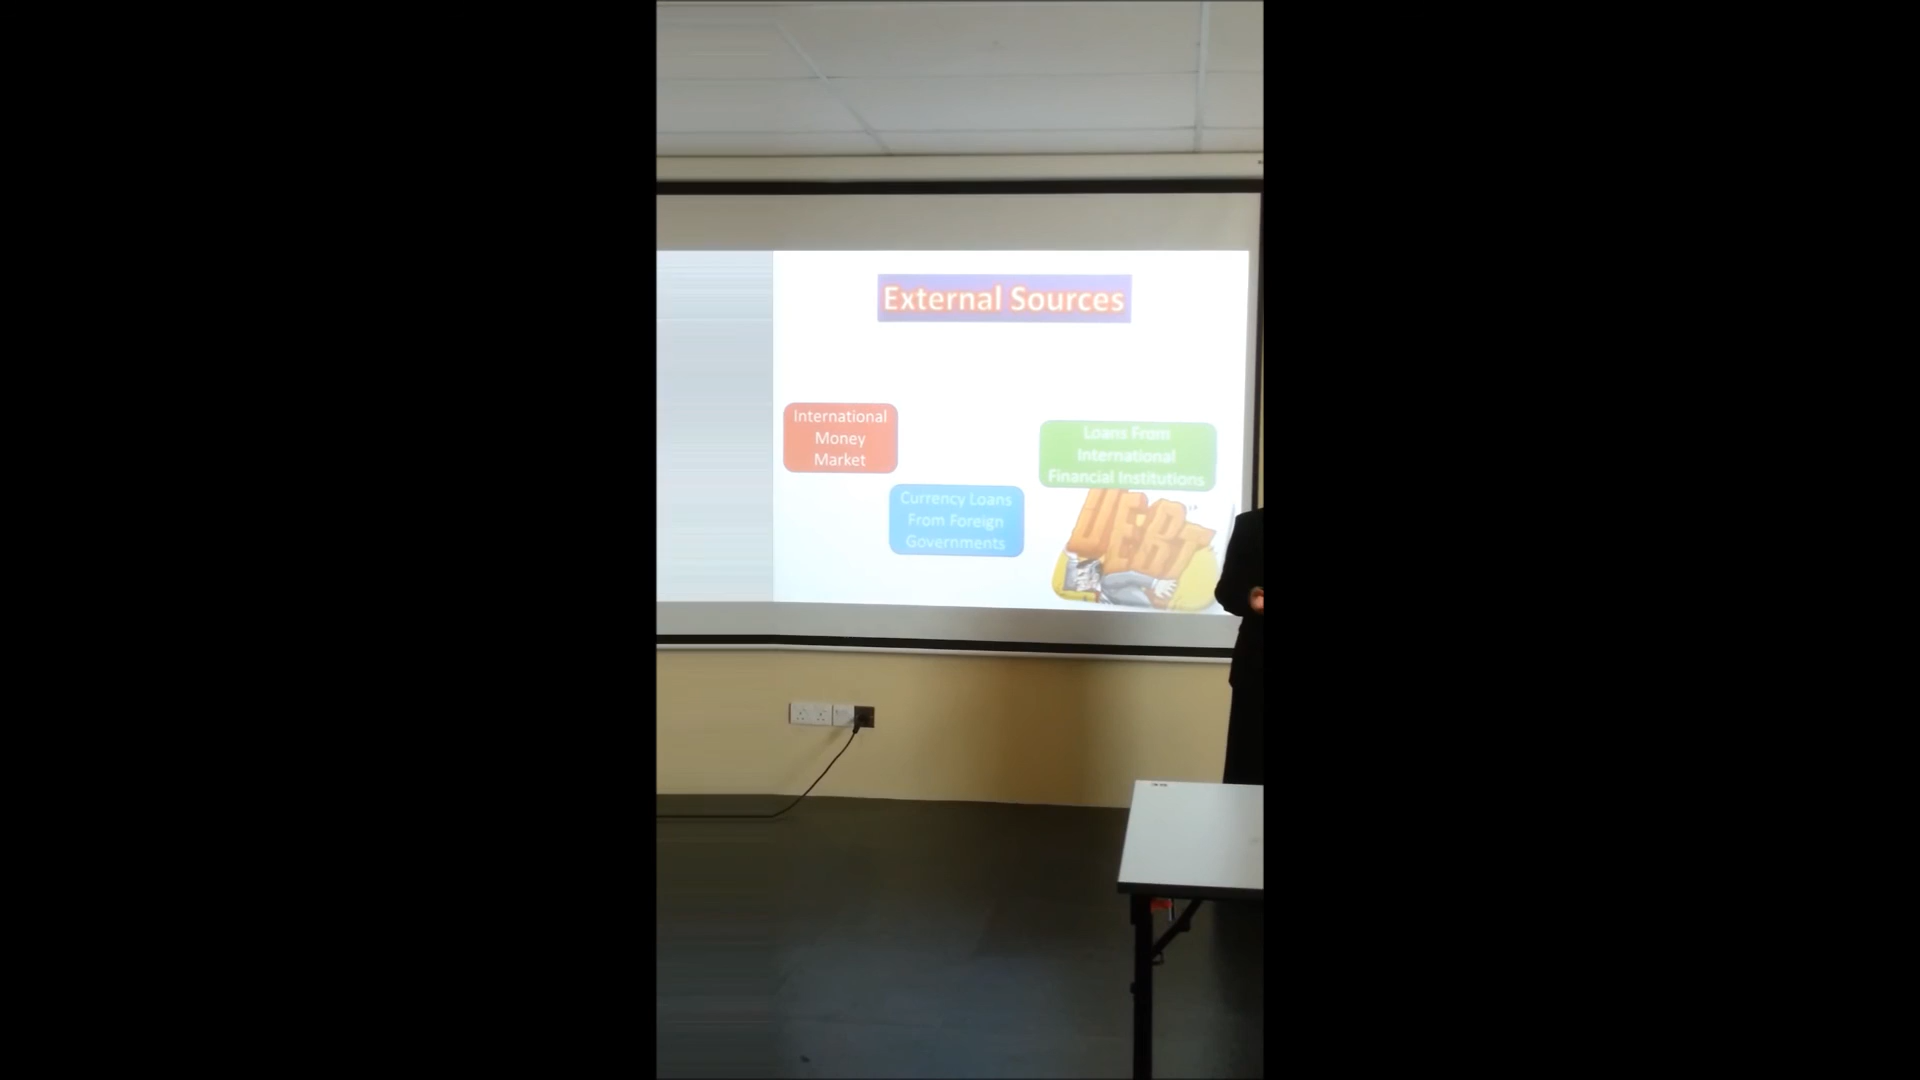 External Sources
International
Money
Market
Currency Loans
From Foreign
Governments
Loans From
International
Financial Institutions
DEBT